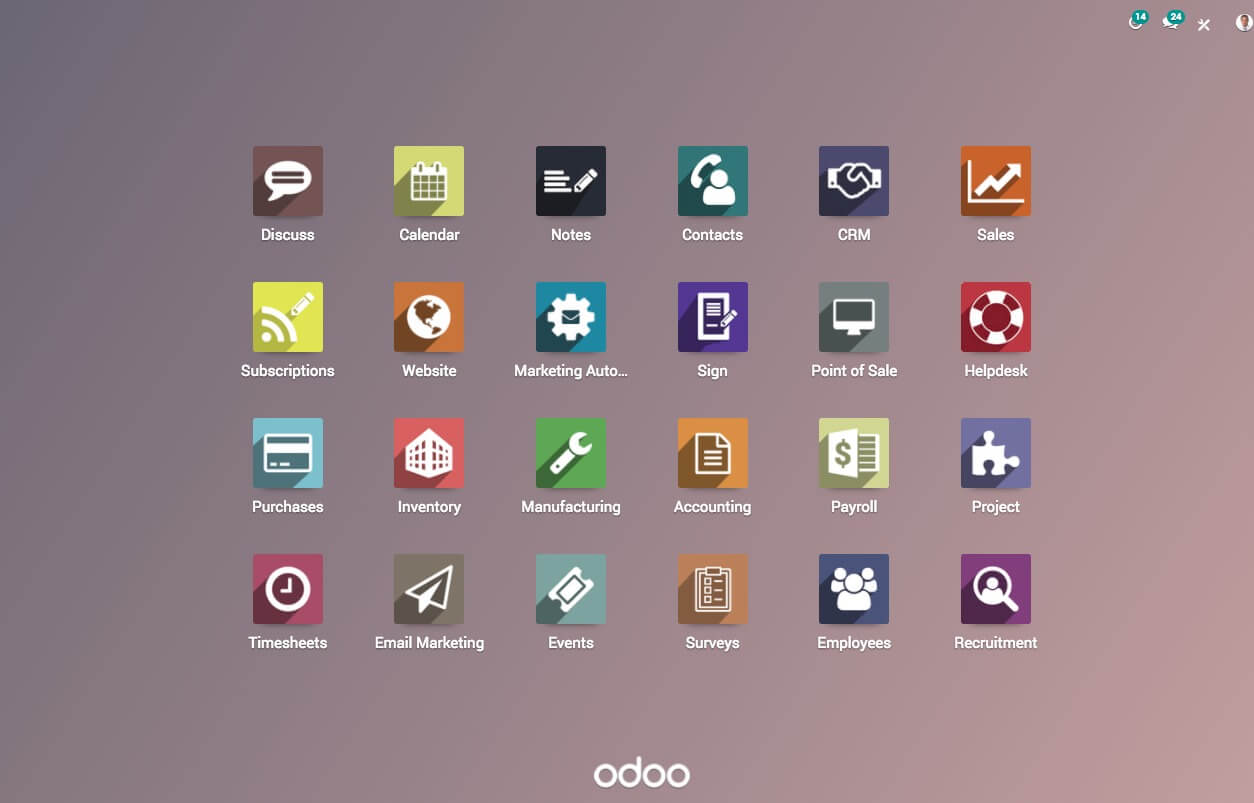 14 24
Discuss Calendar Notes Contacts CRM Sales
Subscriptions Website Marketing Auto... Sign Point of Sale Helpdesk
$
Purchases Inventory Manufacturing Accounting Payroll Project
Timesheets Email Marketing Events Surveys Employees Recruitment
odoo